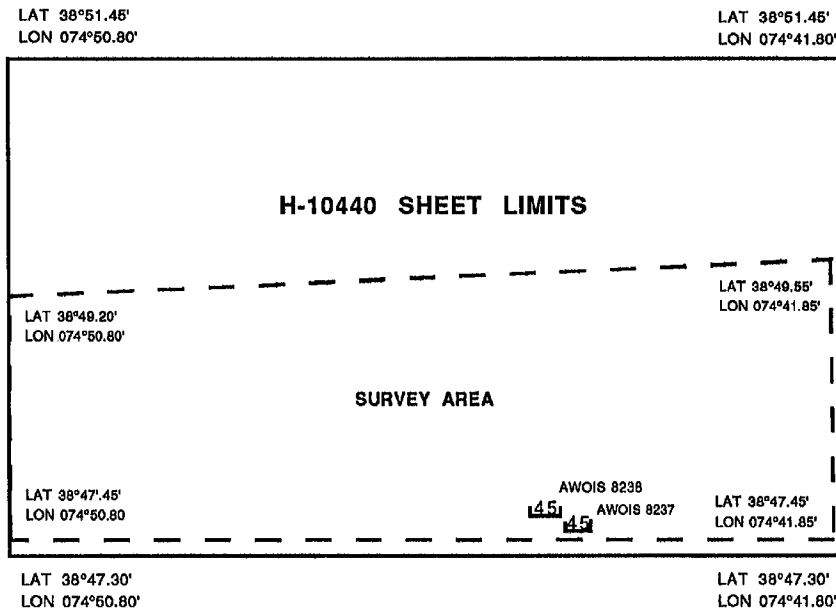 LAT 38°51.45'
LON 074°50.80'
LAT 38°51.45'
LON 074°41.80'
H-10440 SHEET LIMITS
LAT 38°49.20'
LON 074°50.80'
LAT 38°49.55'
LON 074°41.85'
SURVEY AREA
LAT 38°47'.45'
LON 074°50.80
AWOIS 8238
45
AWOIS 8237
45
LAT 38°47.45'
LON 074°41.85'
LAT 38°47.30'
LON 074°50.80'
LAT 38°47.30'
LON 074°41.80'